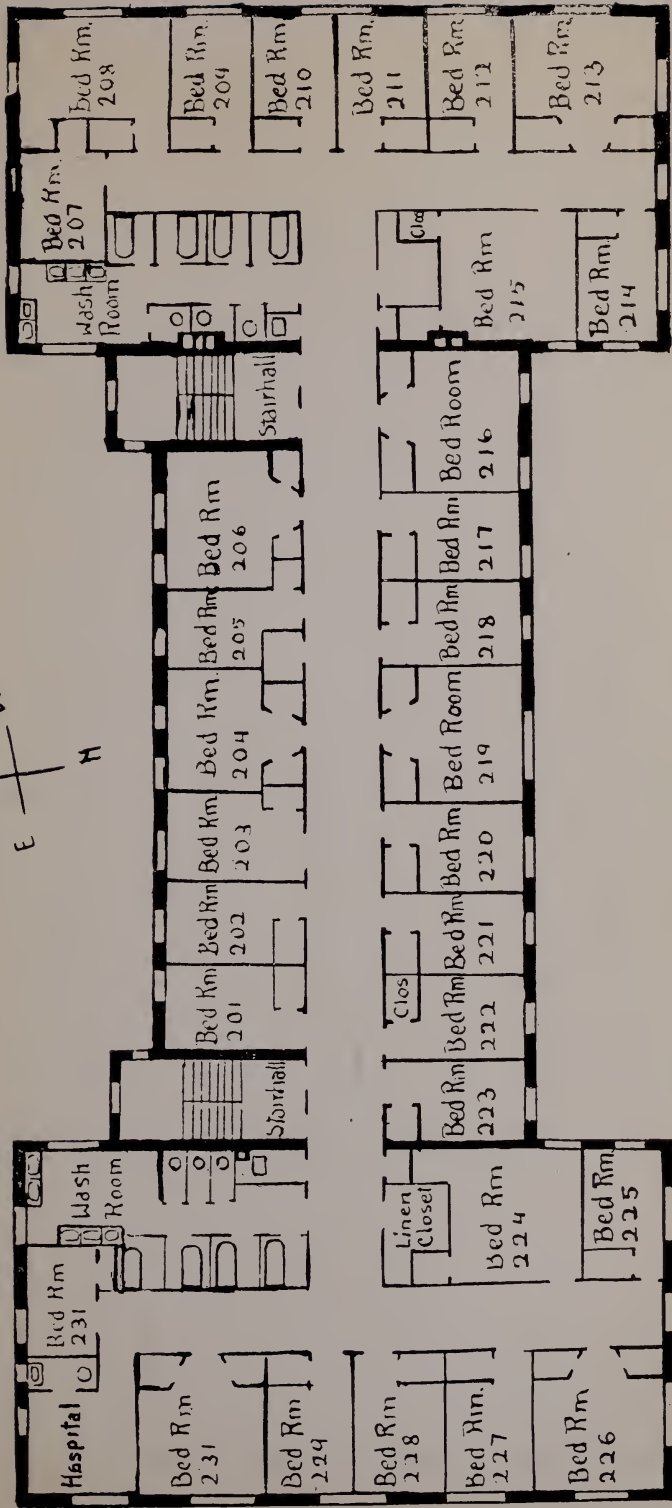 Bed Rm.
208
Bed Rm.
209
Bed Rm.
210
Bed Rm.
211
Bed Rm.
212
Bed Rm.
213
Bed Rm.
207
Wash
Room
Clos
Bed Rm
215
Bed Rm.
214
Stairhall
Bed Rm
206
Bed Rm
205
Bed Rm.
204
Bed Rm
203
Bed Rm
202
Bed Rm
201
Stairhall
Bed Room
216
Bed Rm
217
Bed Rm
218
Bed Room
219
Bed Rm
220
Bed Rm
221
Clos
Bed Rm
222
Bed Rm
223
E
Wash
Room
Bed Rm
231
Hospital
Linen
Closet
Bed Rm
224
Bed Rm.
225
Bed Rm
231
Bed Rm
229
Bed Rm
228
Bed Rm.
227
Bed Rm
226